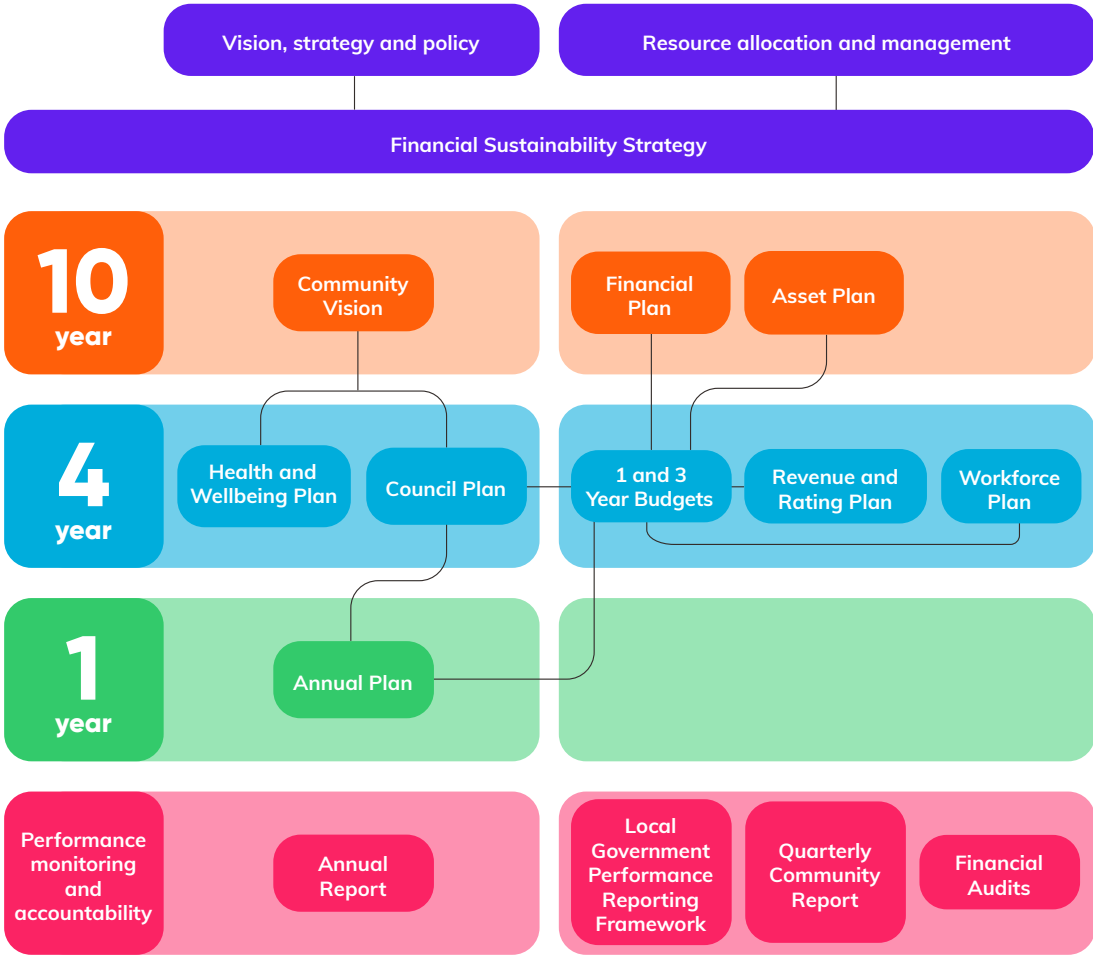 Vision, strategy and policy
Resource allocation and management
Financial Sustainability Strategy
10
year
Community
Vision
Financial
Plan
Asset Plan
4
year
Health and
Wellbeing Plan
Council Plan
1 and 3
Year Budgets
Revenue and
Rating Plan
Workforce
Plan
1
year
Annual Plan
Performance
monitoring
and
accountability
Annual
Report
Local
Government
Performance
Reporting
Framework
Quarterly
Community
Report
Financial
Audits